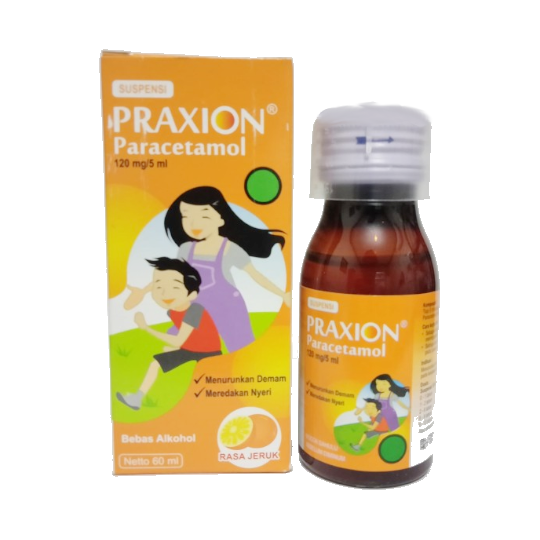 SUSPENSI
PRAXION®
Paracetamol
120 mg/5 ml
✓ Menurunkan Demam
✓ Meredakan Nyeri
Bebas Alkohol
Netto 60 ml
RASA JERUK
SUSPENSI
PRAXION®
Paracetamol
120 mg/5 ml
✓ Menurunkan Demam
✓ Meredakan Nyeri